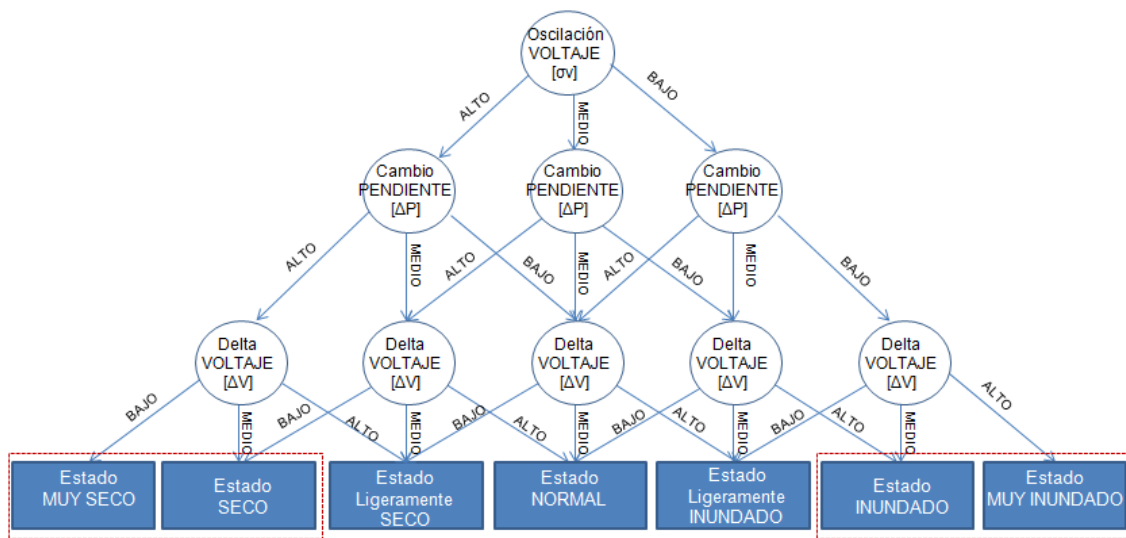 Oscilación
VOLTAJE
[σv]
ALTO
MEDIO
BAJO
Cambio
PENDIENTE
[ΔP]
Cambio
PENDIENTE
[ΔP]
Cambio
PENDIENTE
[ΔP]
ALTO
MEDIO
BAJO
ALTO
MEDIO
BAJO
ALTO
MEDIO
BAJO
Delta
VOLTAJE
[ΔV]
Delta
VOLTAJE
[ΔV]
Delta
VOLTAJE
[ΔV]
Delta
VOLTAJE
[ΔV]
Delta
VOLTAJE
[ΔV]
BAJO
MEDIO
ALTO
BAJO
MEDIO
ALTO
BAJO
MEDIO
ALTO
BAJO
MEDIO
ALTO
BAJO
MEDIO
ALTO
Estado
MUY SECO
Estado
SECO
Estado
Ligeramente
SECO
Estado
NORMAL
Estado
Ligeramente
INUNDADO
Estado
INUNDADO
Estado
MUY INUNDADO